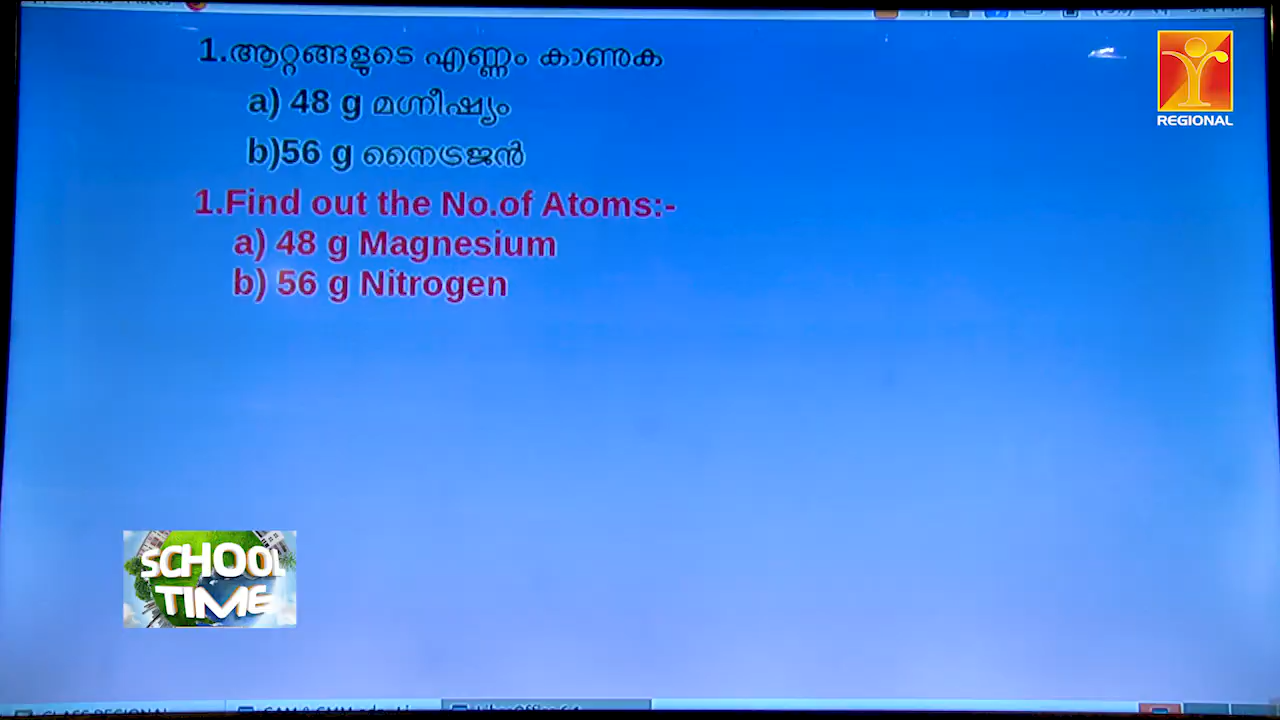 1.ആറ്റങ്ങളുടെ എണ്ണം കാണുക
a) 48 g മഗ്നീഷ്യം
b)56 g നൈട്രജൻ
1.Find out the No.of Atoms:-
a) 48 g Magnesium
b) 56 g Nitrogen
REGIONAL
SCHOOL
TIME